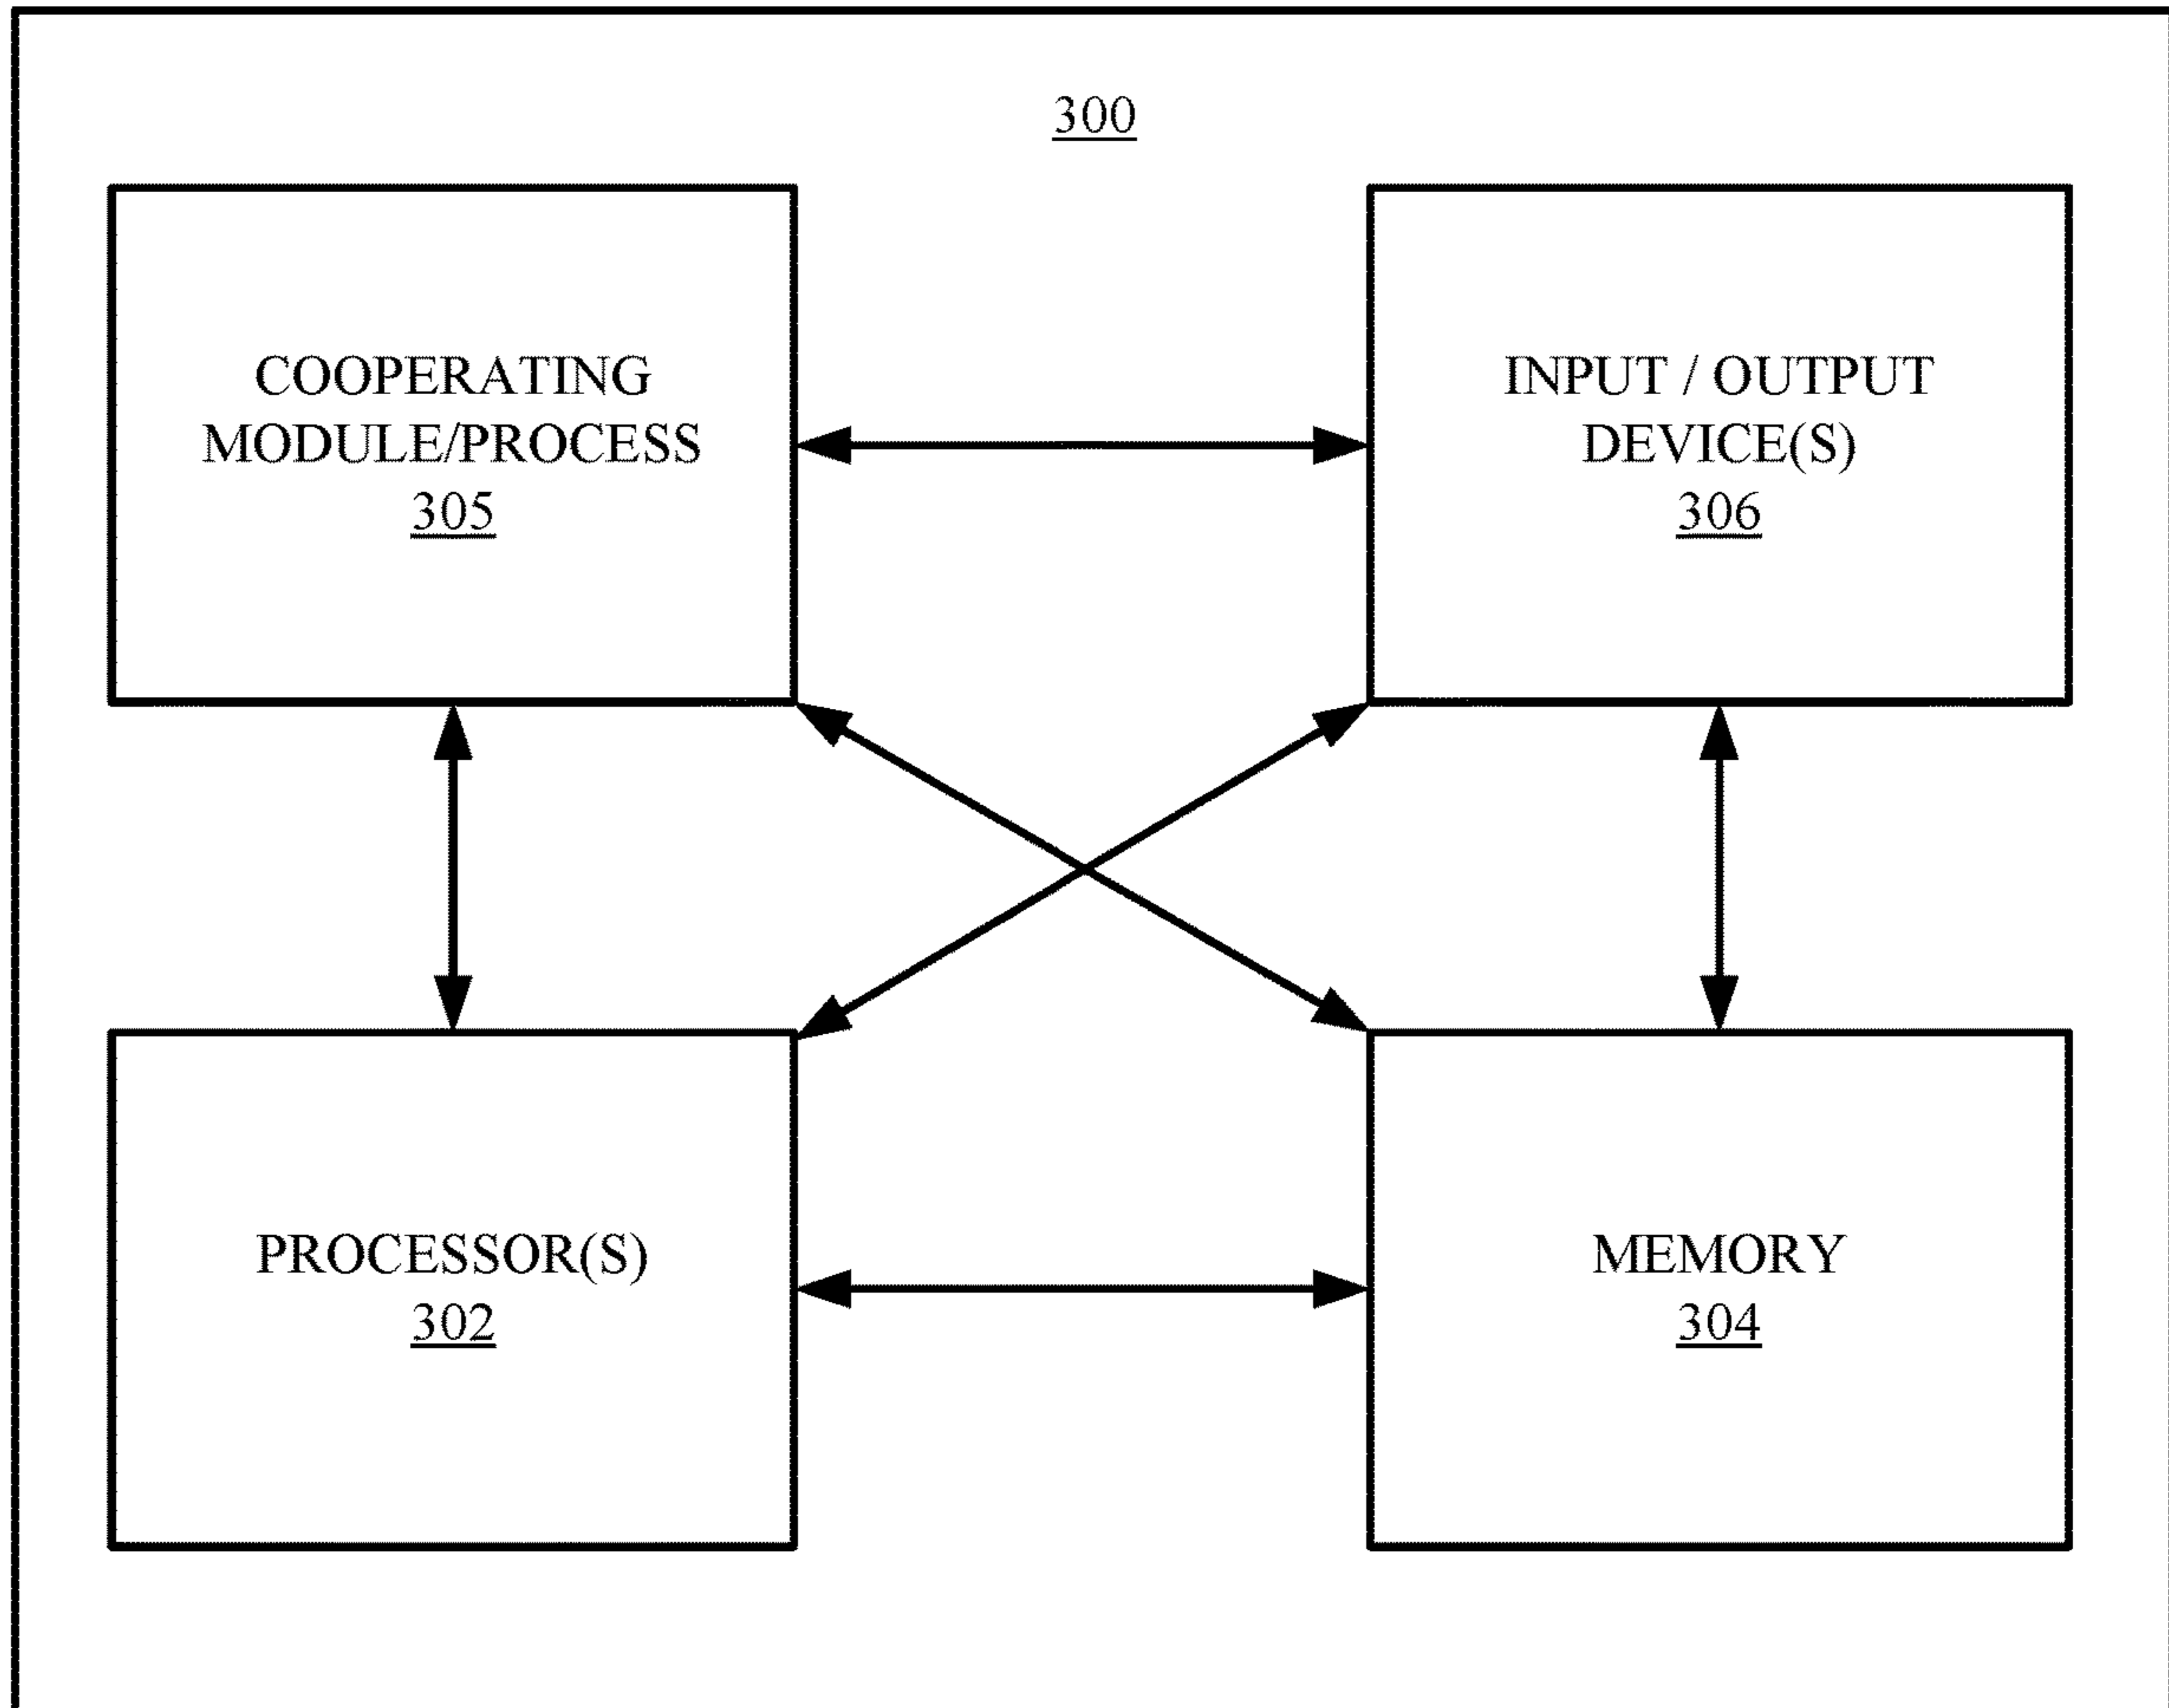 300
COOPERATING
MODULE/PROCESS
305
INPUT / OUTPUT
DEVICE(S)
306
PROCESSOR(S)
302
MEMORY
304